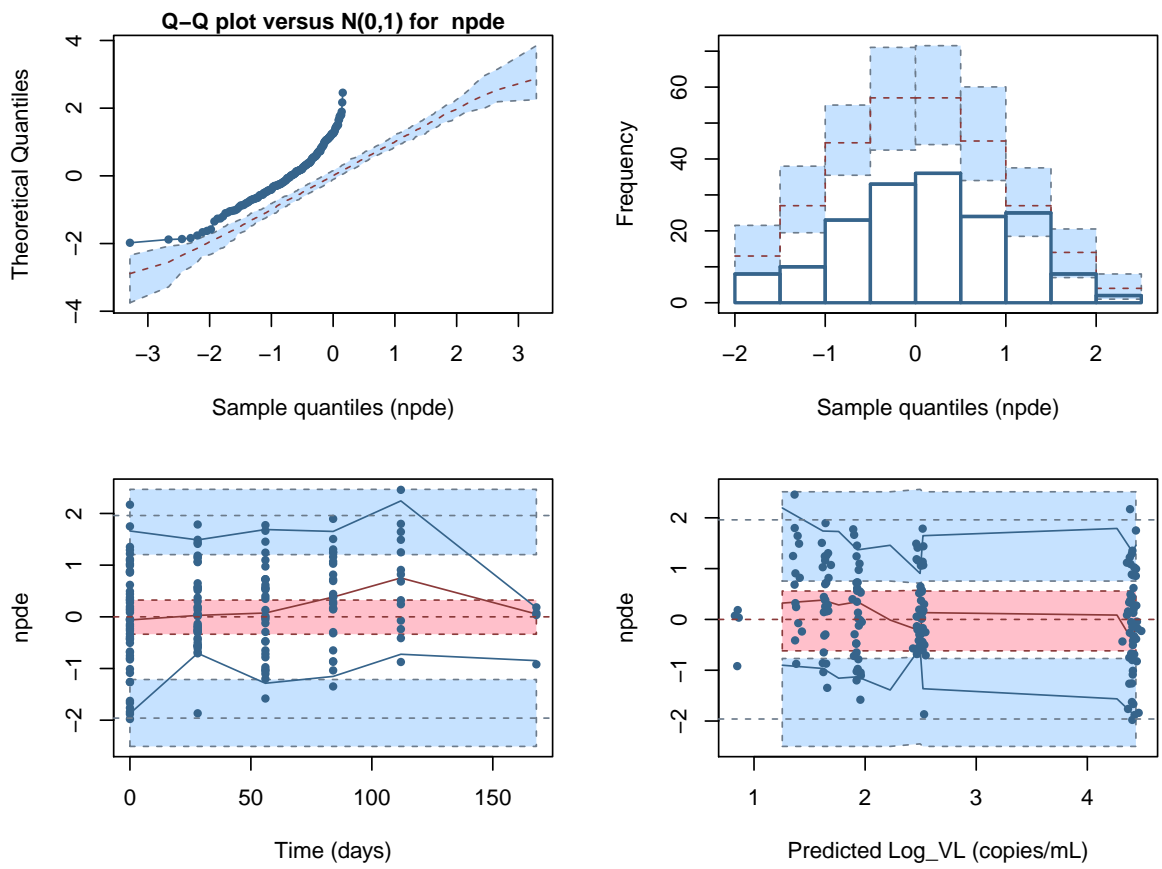 Q−Q plot versus N(0,1) for npde
Theoretical Quantiles
4
2
0
−2
−4
−3 −2 −1 0 1 2 3
Sample quantiles (npde)
Frequency
60
40
20
0
−2 −1 0 1 2
Sample quantiles (npde)
npde
2
1
0
−1
−2
0 50 100 150
Time (days)
npde
2
1
0
−1
−2
1 2 3 4
Predicted Log_VL (copies/mL)